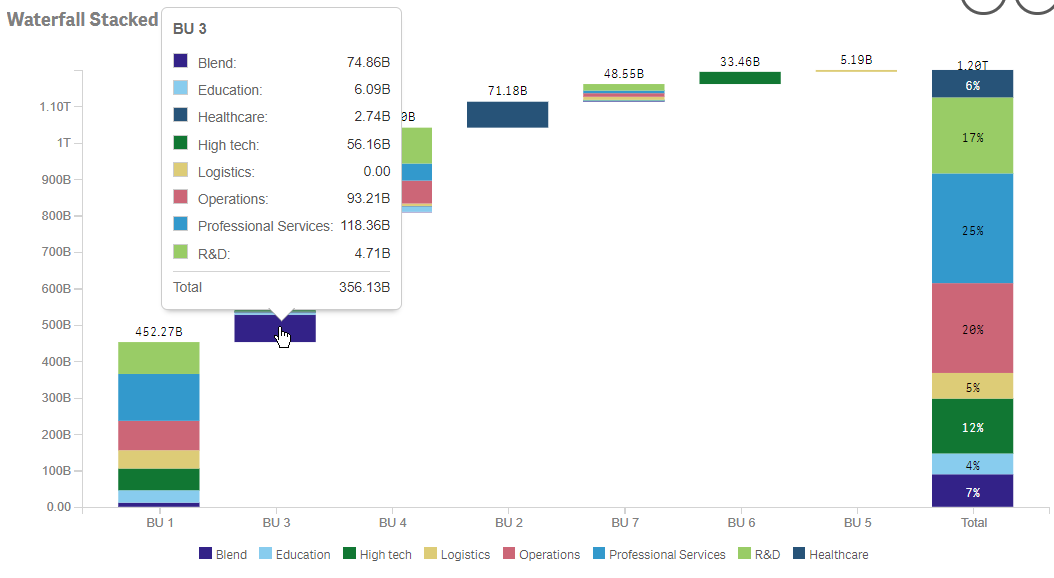 Waterfall Stacked
BU 3
Blend: 74.86B
Education: 6.09B
Healthcare: 2.74B
High tech: 56.16B
Logistics: 0.00
Operations: 93.21B
Professional Services: 118.36B
R&D: 4.71B
Total 356.13B
1.10T
1T
900B
800B
700B
600B
500B
400B
300B
200B
100B
0.00
452.27B
0B
71.18B
48.55B
33.46B
5.19B
1.20T
6%
17%
25%
20%
5%
12%
4%
7%
BU 1 BU 3 BU 4 BU 2 BU 7 BU 6 BU 5 Total
Blend Education High tech Logistics Operations Professional Services R&D Healthcare